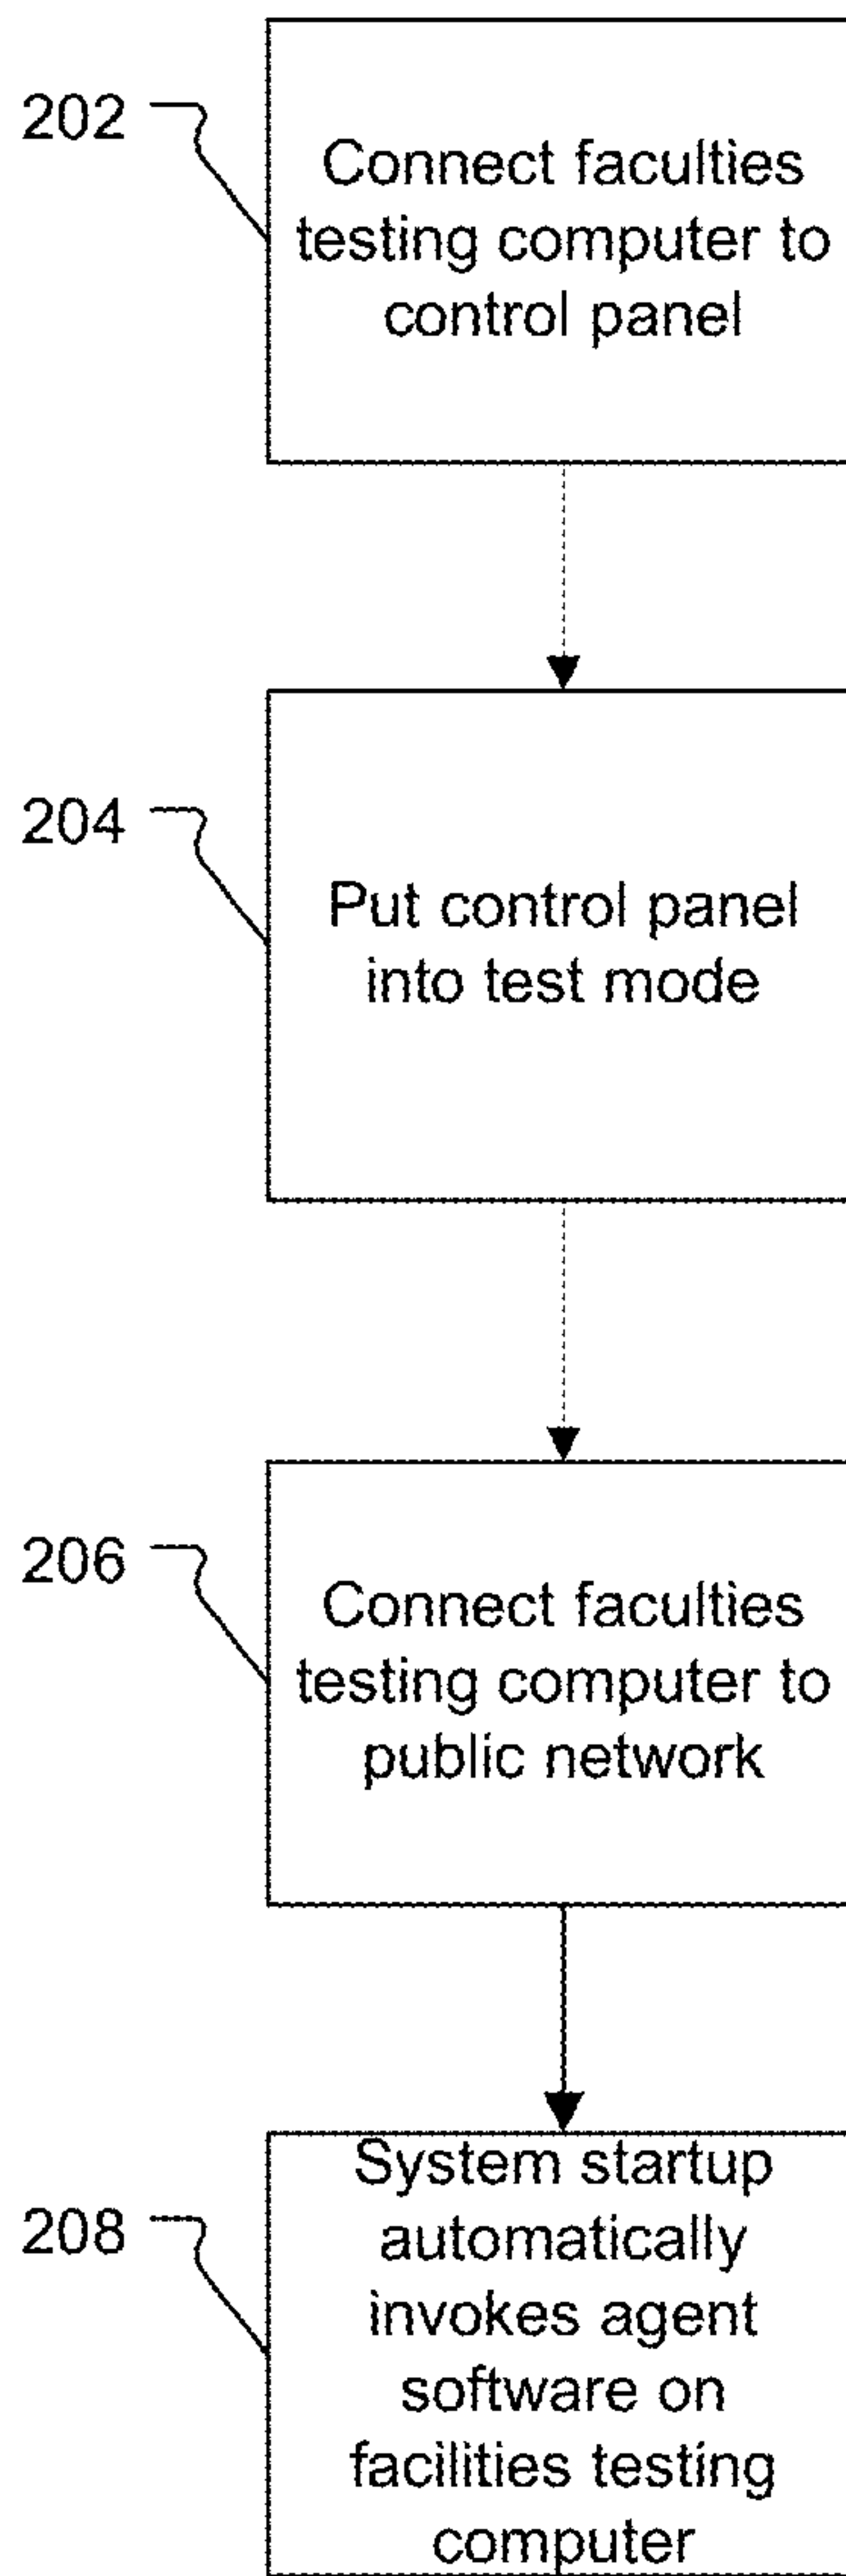 202
Connect faculties
testing computer to
control panel
204
Put control panel
into test mode
206
Connect faculties
testing computer to
public network
208
System startup
automatically
invokes agent
software on
facilities testing
computer